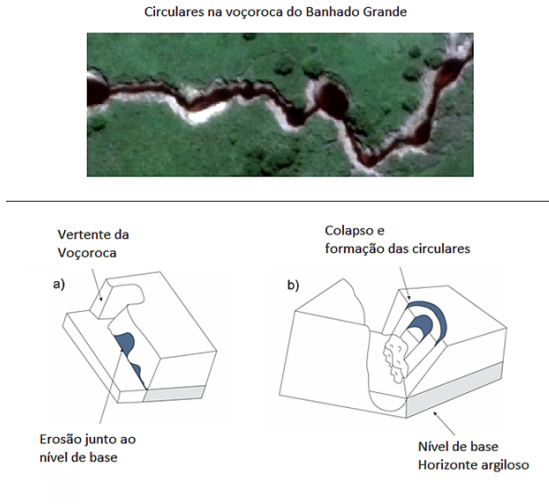 Circulares na voçoroca do Banhado Grande
Vertente da
Voçoroca
a)
Erosão junto ao
nível de base
Colapso e
formação das circulares
b)
Nível de base
Horizonte argiloso